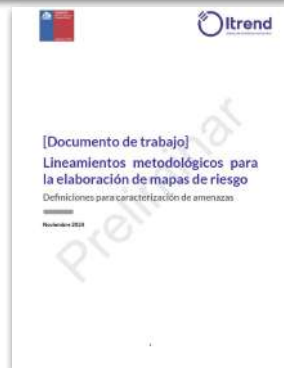 Itrend
[Documento de trabajo]
Lineamientos metodológicos para
la elaboración de mapas de riesgo
Definiciones para caracterización de amenazas
Noviembre 2024
Preliminar